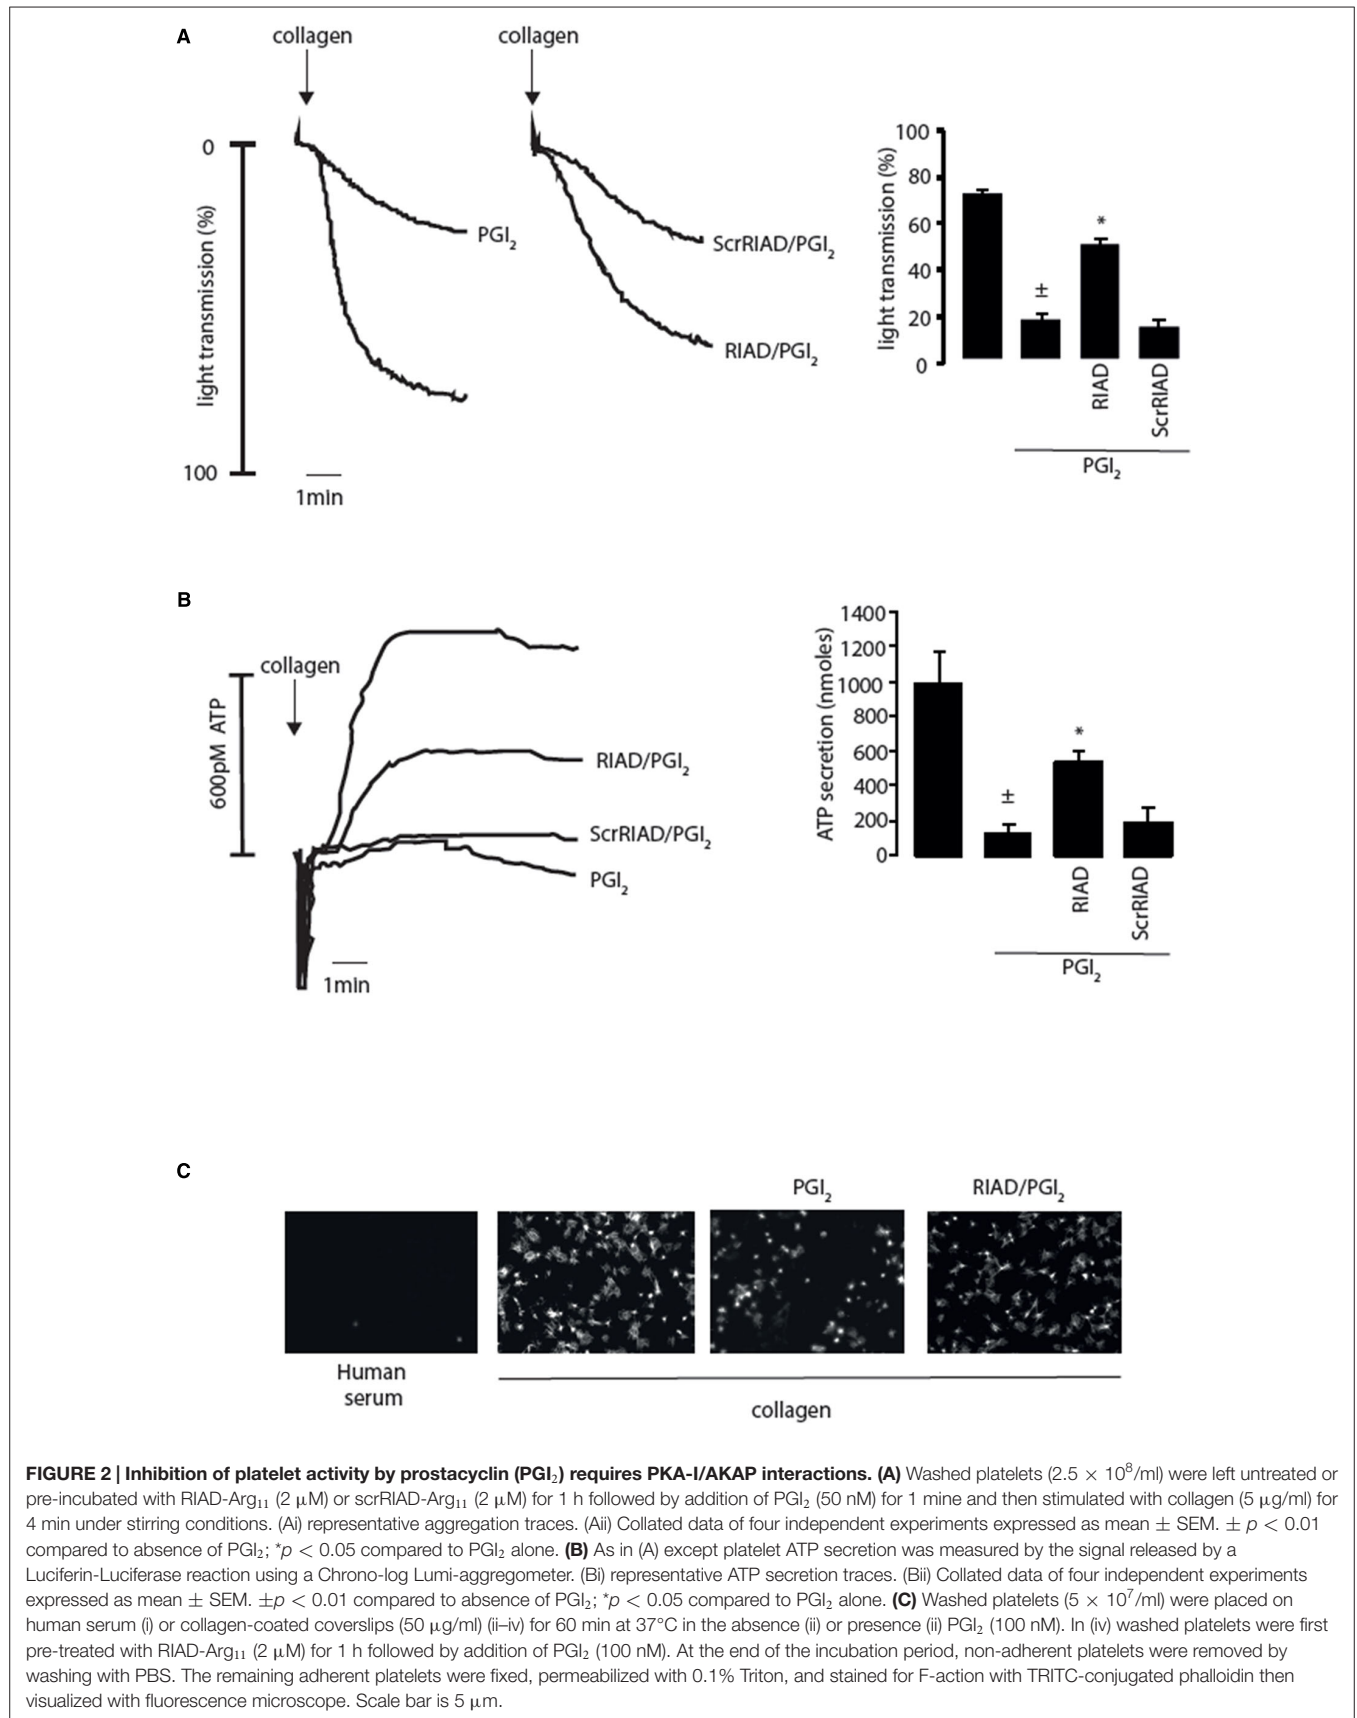 A
collagen
collagen
0
light transmission (%)
100
1min
PGI₂
ScrRIAD/PGI₂
RIAD/PGI₂
light transmission (%)
100
80
60
40
20
0
±
*
RIAD
ScrRIAD
PGI₂
B
collagen
600pM ATP
1min
RIAD/PGI₂
ScrRIAD/PGI₂
PGI₂
ATP secretion (nmoles)
1400
1200
1000
800
600
400
200
0
±
*
RIAD
ScrRIAD
PGI₂
C
PGI₂
RIAD/PGI₂
Human
serum
collagen
FIGURE 2 | Inhibition of platelet activity by prostacyclin (PGI₂) requires PKA-I/AKAP interactions. (A) Washed platelets (2.5 × 10⁸/ml) were left untreated or
pre-incubated with RIAD-Arg₁₁ (2 μM) or scrRIAD-Arg₁₁ (2 μM) for 1 h followed by addition of PGI₂ (50 nM) for 1 mine and then stimulated with collagen (5 μg/ml) for
4 min under stirring conditions. (Ai) representative aggregation traces. (Aii) Collated data of four independent experiments expressed as mean ± SEM. ± p < 0.01
compared to absence of PGI₂; *p < 0.05 compared to PGI₂ alone. (B) As in (A) except platelet ATP secretion was measured by the signal released by a
Luciferin-Luciferase reaction using a Chrono-log Lumi-aggregometer. (Bi) representative ATP secretion traces. (Bii) Collated data of four independent experiments
expressed as mean ± SEM. ±p < 0.01 compared to absence of PGI₂; *p < 0.05 compared to PGI₂ alone. (C) Washed platelets (5 × 10⁷/ml) were placed on
human serum (i) or collagen-coated coverslips (50 μg/ml) (ii–iv) for 60 min at 37°C in the absence (ii) or presence (ii) PGI₂ (100 nM). In (iv) washed platelets were first
pre-treated with RIAD-Arg₁₁ (2 μM) for 1 h followed by addition of PGI₂ (100 nM). At the end of the incubation period, non-adherent platelets were removed by
washing with PBS. The remaining adherent platelets were fixed, permeabilized with 0.1% Triton, and stained for F-action with TRITC-conjugated phalloidin then
visualized with fluorescence microscope. Scale bar is 5 μm.